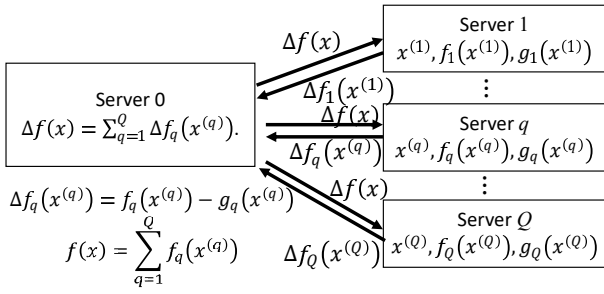 Server 0
Δf(x) = ∑_{q=1}^{Q} Δf_q(x^{(q)}).
Δf_q(x^{(q)}) = f_q(x^{(q)}) − g_q(x^{(q)})
f(x) = ∑_{q=1}^{Q} f_q(x^{(q)})
Δf(x)
Δf_1(x^{(1)})
Δf(x)
Δf_q(x^{(q)})
Δf(x)
Δf_Q(x^{(Q)})
Server 1
x^{(1)}, f_1(x^{(1)}), g_1(x^{(1)})
⋮
Server q
x^{(q)}, f_q(x^{(q)}), g_q(x^{(q)})
⋮
Server Q
x^{(Q)}, f_Q(x^{(Q)}), g_Q(x^{(Q)})